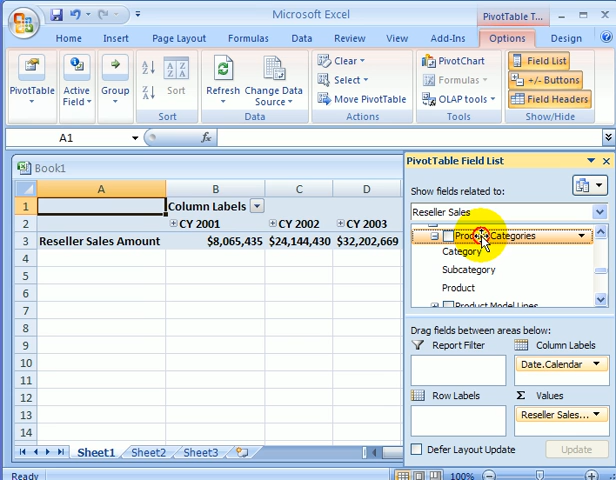 Microsoft Excel
PivotTable T...
Home Insert Page Layout Formulas Data Review View Add-Ins Options Design
PivotTable
Active Field
Group
Sort
Refresh
Change Data Source
Clear
Select
Move PivotTable
Actions
PivotChart
Formulas
OLAP tools
Tools
Field List
+/- Buttons
Field Headers
Show/Hide
A1
fx
Book1
A B C D
1 Column Labels
2 CY 2001 CY 2002 CY 2003
3 Reseller Sales Amount $8,065,435 $24,144,430 $32,202,669
4
5
6
7
8
9
10
11
12
13
14
Sheet1 Sheet2 Sheet3
PivotTable Field List
Show fields related to:
Reseller Sales
Product Categories
Category
Subcategory
Product
Product Model Lines
Drag fields between areas below:
Report Filter
Column Labels
Date.Calendar
Row Labels
Σ Values
Reseller Sales...
Defer Layout Update
Update
Ready
100%